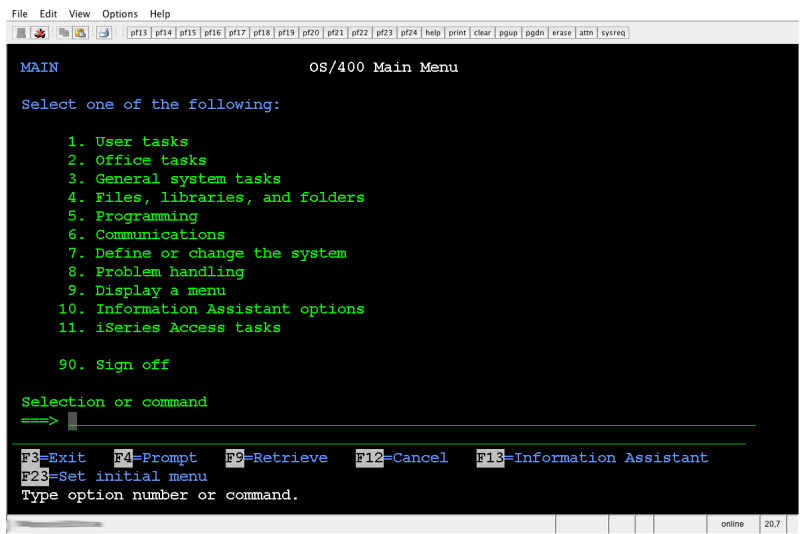 File Edit View Options Help
pf13 pf14 pf15 pf16 pf17 pf18 pf19 pf20 pf21 pf22 pf23 pf24 help print clear pgup pgdn erase attn sysreq
MAIN OS/400 Main Menu
Select one of the following:
1. User tasks
2. Office tasks
3. General system tasks
4. Files, libraries, and folders
5. Programming
6. Communications
7. Define or change the system
8. Problem handling
9. Display a menu
10. Information Assistant options
11. iSeries Access tasks
90. Sign off
Selection or command
===>
F3=Exit F4=Prompt F9=Retrieve F12=Cancel F13=Information Assistant
F23=Set initial menu
Type option number or command.
online 20,7